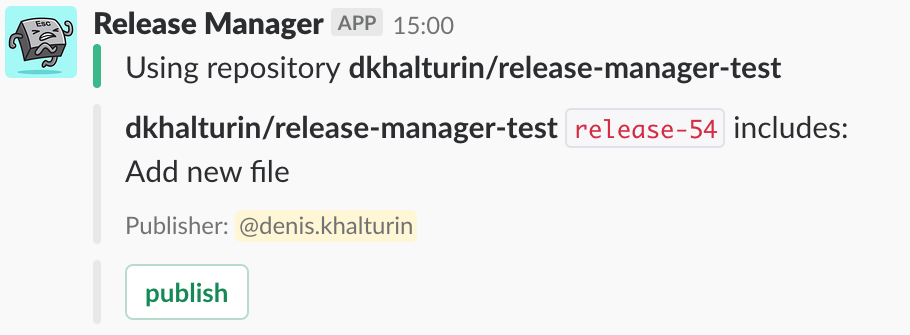 Esc
Release Manager APP 15:00
Using repository dkhalturin/release-manager-test
dkhalturin/release-manager-test release-54 includes:
Add new file
Publisher: @denis.khalturin
publish